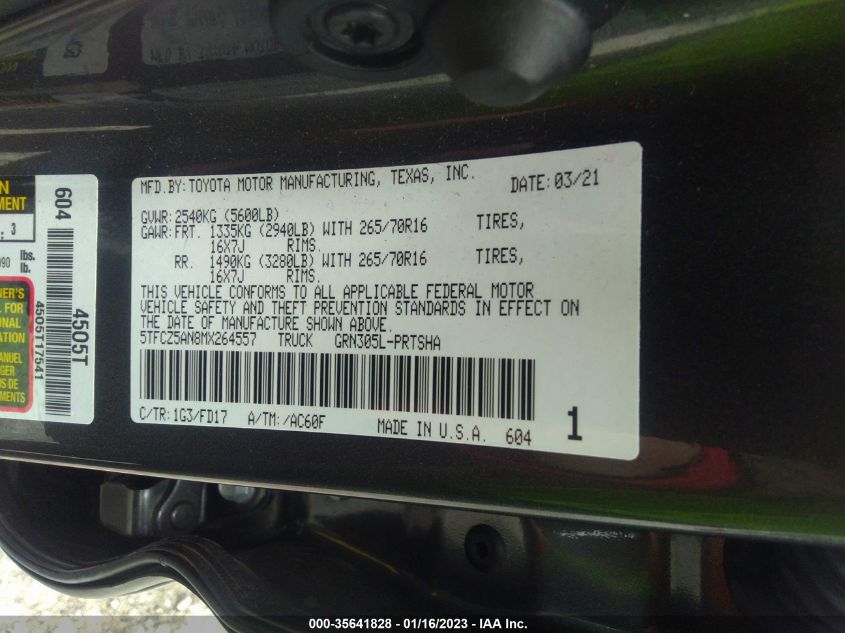 MFD.BY:TOYOTA MOTOR MANUFACTURING, TEXAS, INC. DATE:03/21
GVWR:2540KG (5600LB)
GAWR:FRT. 1335KG (2940LB) WITH 265/70R16 TIRES,
16X7J RIMS.
RR. 1490KG (3280LB) WITH 265/70R16 TIRES,
16X7J RIMS.
THIS VEHICLE CONFORMS TO ALL APPLICABLE FEDERAL MOTOR
VEHICLE SAFETY AND THEFT PREVENTION STANDARDS IN EFFECT ON
THE DATE OF MANUFACTURE SHOWN ABOVE.
5TFCZ5AN8MX264557 TRUCK GRN305L-PRTSHA
C/TR:1G3/FD17 A/TM:/AC60F
MADE IN U.S.A. 604 1
604
4505T
4505T17541
lbs.
lb.
000-35641828 - 01/16/2023 - IAA Inc.